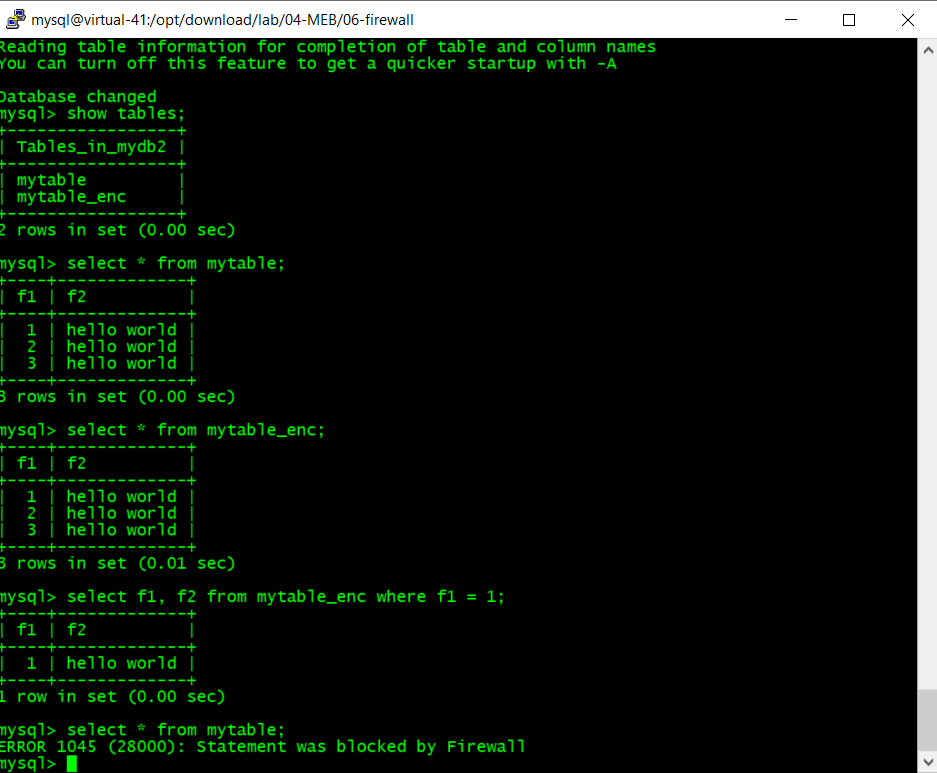 mysql@virtual-41:/opt/download/lab/04-MEB/06-firewall
Reading table information for completion of table and column names
You can turn off this feature to get a quicker startup with -A
Database changed
mysql> show tables;
+-----------------+
| Tables_in_mydb2 |
+-----------------+
| mytable         |
| mytable_enc     |
+-----------------+
2 rows in set (0.00 sec)
mysql> select * from mytable;
+----+-------------+
| f1 | f2          |
+----+-------------+
|  1 | hello world |
|  2 | hello world |
|  3 | hello world |
+----+-------------+
3 rows in set (0.00 sec)
mysql> select * from mytable_enc;
+----+-------------+
| f1 | f2          |
+----+-------------+
|  1 | hello world |
|  2 | hello world |
|  3 | hello world |
+----+-------------+
3 rows in set (0.01 sec)
mysql> select f1, f2 from mytable_enc where f1 = 1;
+----+-------------+
| f1 | f2          |
+----+-------------+
|  1 | hello world |
+----+-------------+
1 row in set (0.00 sec)
mysql> select * from mytable;
ERROR 1045 (28000): Statement was blocked by Firewall
mysql>